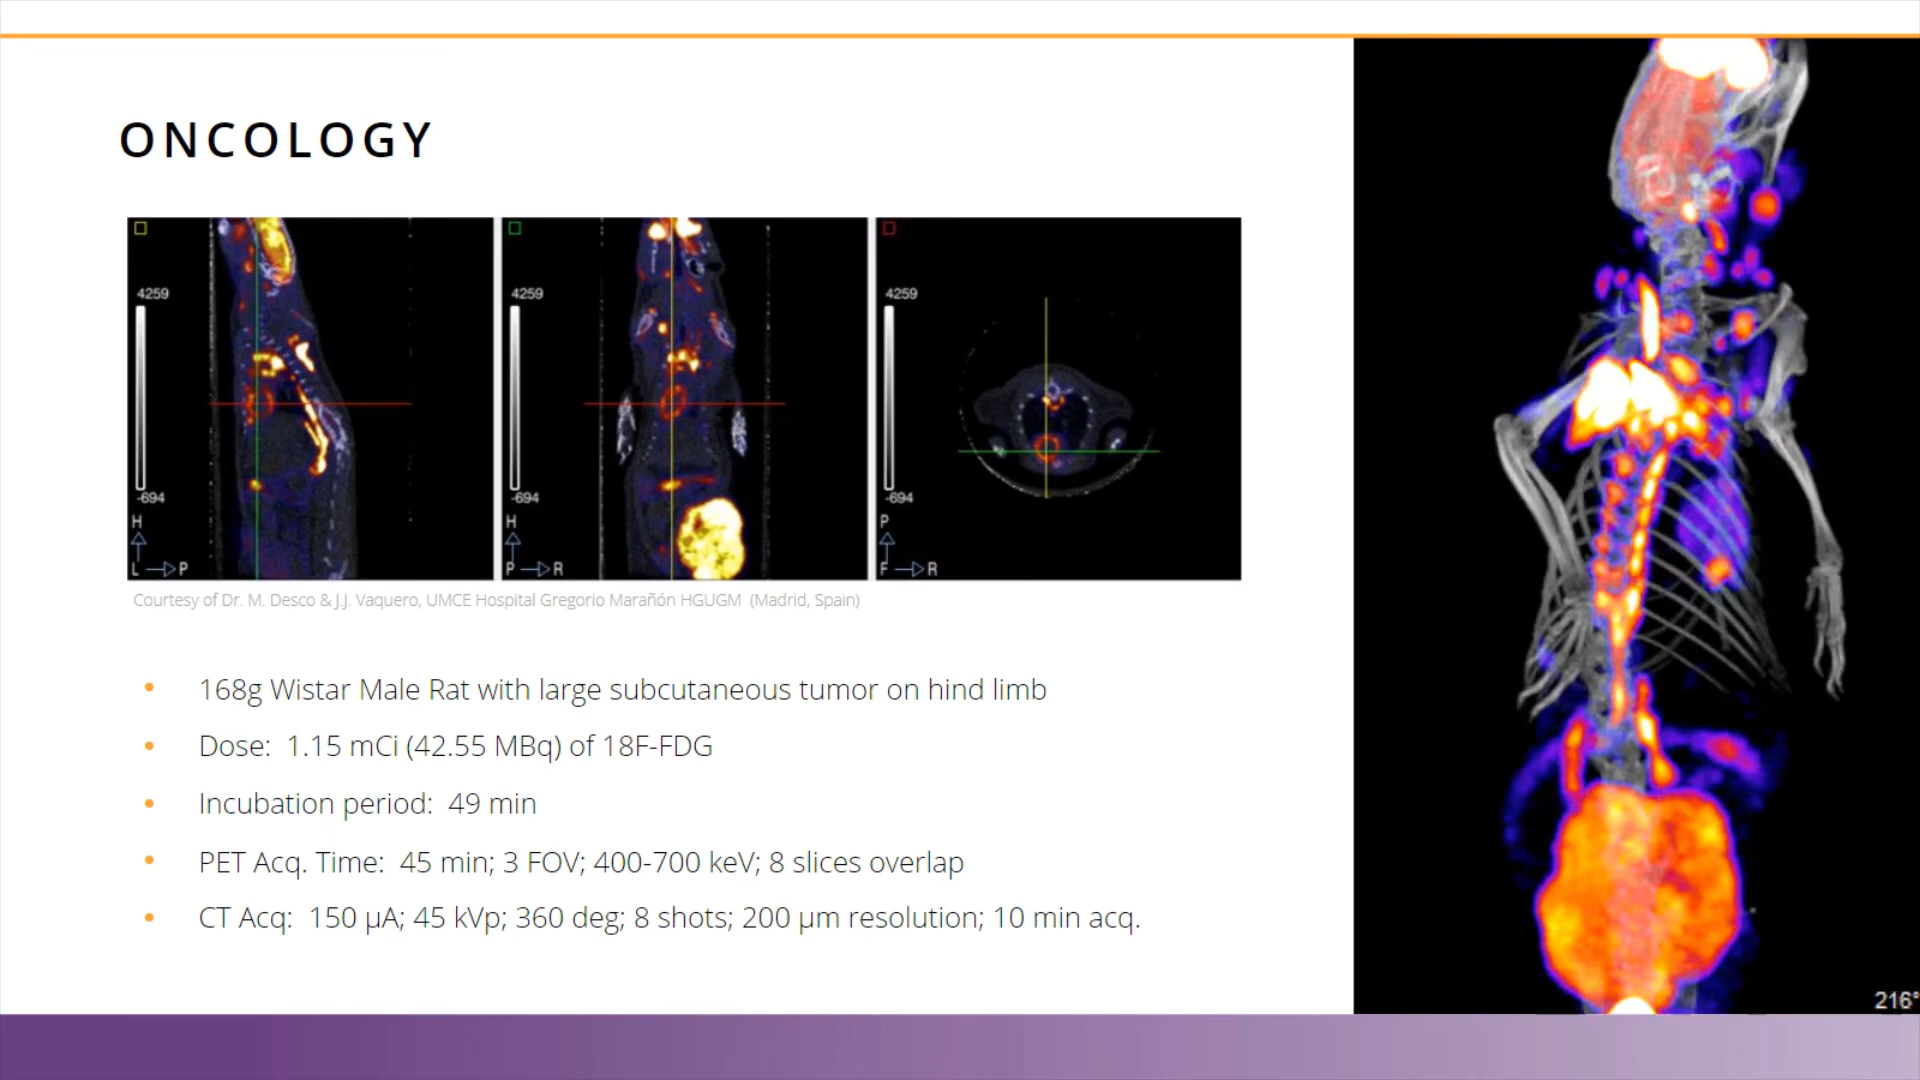 ONCOLOGY
4259
-694
H
L P
4259
-694
H
P R
4259
-694
P
F R
Courtesy of Dr. M. Desco & J.J. Vaquero, UMCE Hospital Gregorio Marañón HGUGM (Madrid, Spain)
• 168g Wistar Male Rat with large subcutaneous tumor on hind limb
• Dose: 1.15 mCi (42.55 MBq) of 18F-FDG
• Incubation period: 49 min
• PET Acq. Time: 45 min; 3 FOV; 400-700 keV; 8 slices overlap
• CT Acq: 150 µA; 45 kVp; 360 deg; 8 shots; 200 µm resolution; 10 min acq.
216°